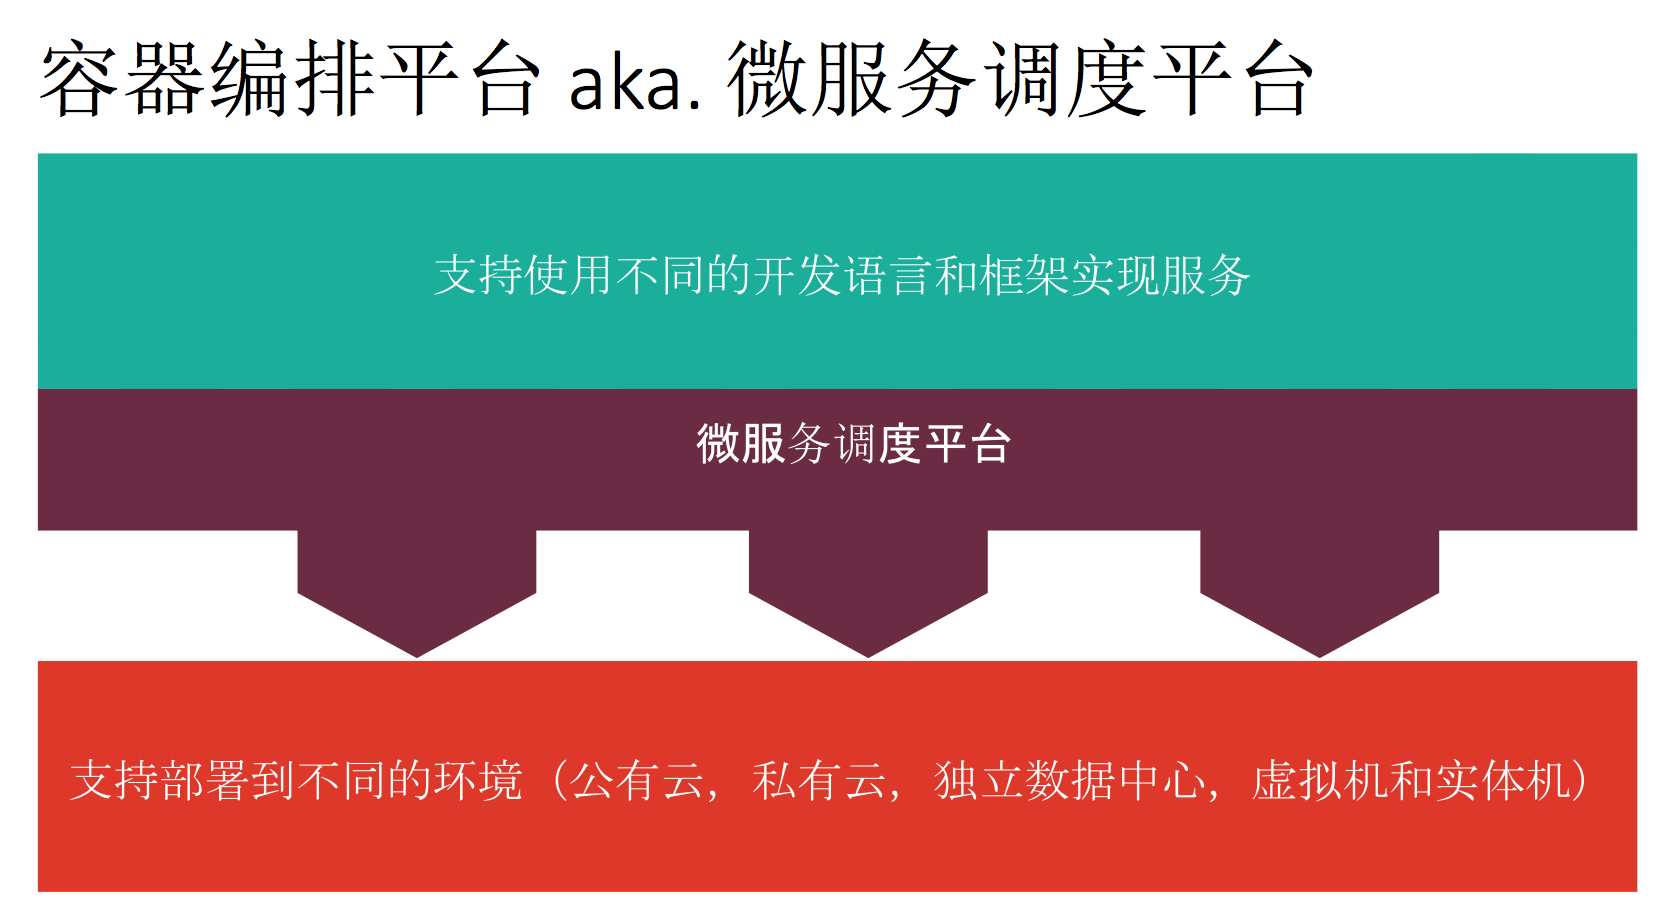 容器编排平台 aka. 微服务调度平台
支持使用不同的开发语言和框架实现服务
微服务调度平台
支持部署到不同的环境（公有云，私有云，独立数据中心，虚拟机和实体机）